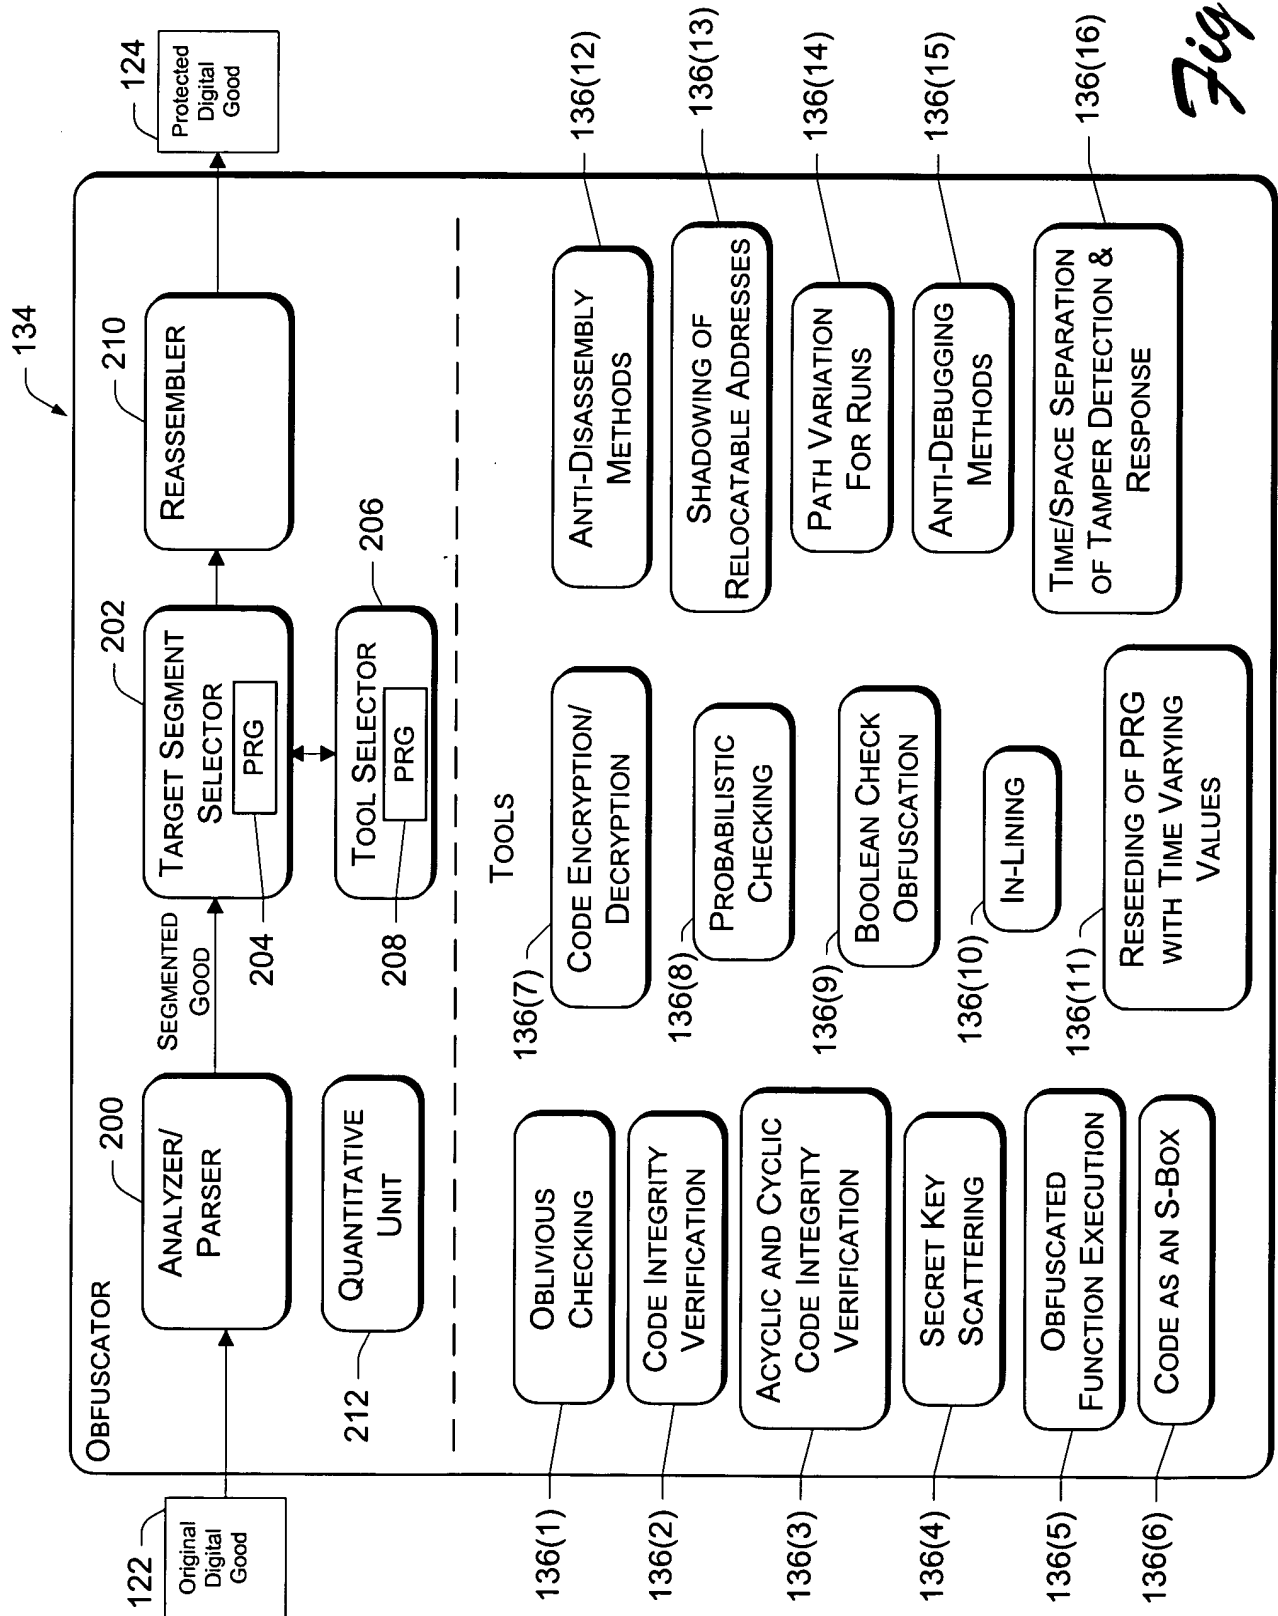 134
OBFUSCATOR
122
Original
Digital
Good
200
ANALYZER/
PARSER
SEGMENTED
GOOD
202
TARGET SEGMENT
SELECTOR
PRG
204
210
REASSEMBLER
124
Protected
Digital
Good
212
QUANTITATIVE
UNIT
206
TOOL SELECTOR
PRG
208
TOOLS
136(1)
OBLIVIOUS
CHECKING
136(2)
CODE INTEGRITY
VERIFICATION
136(3)
ACYCLIC AND CYCLIC
CODE INTEGRITY
VERIFICATION
136(4)
SECRET KEY
SCATTERING
136(5)
OBFUSCATED
FUNCTION EXECUTION
136(6)
CODE AS AN S-BOX
136(7)
CODE ENCRYPTION/
DECRYPTION
136(8)
PROBABILISTIC
CHECKING
136(9)
BOOLEAN CHECK
OBFUSCATION
136(10)
IN-LINING
136(11)
RESEEDING OF PRG
WITH TIME VARYING
VALUES
136(12)
ANTI-DISASSEMBLY
METHODS
136(13)
SHADOWING OF
RELOCATABLE ADDRESSES
136(14)
PATH VARIATION
FOR RUNS
136(15)
ANTI-DEBUGGING
METHODS
136(16)
TIME/SPACE SEPARATION
OF TAMPER DETECTION &
RESPONSE
Fig